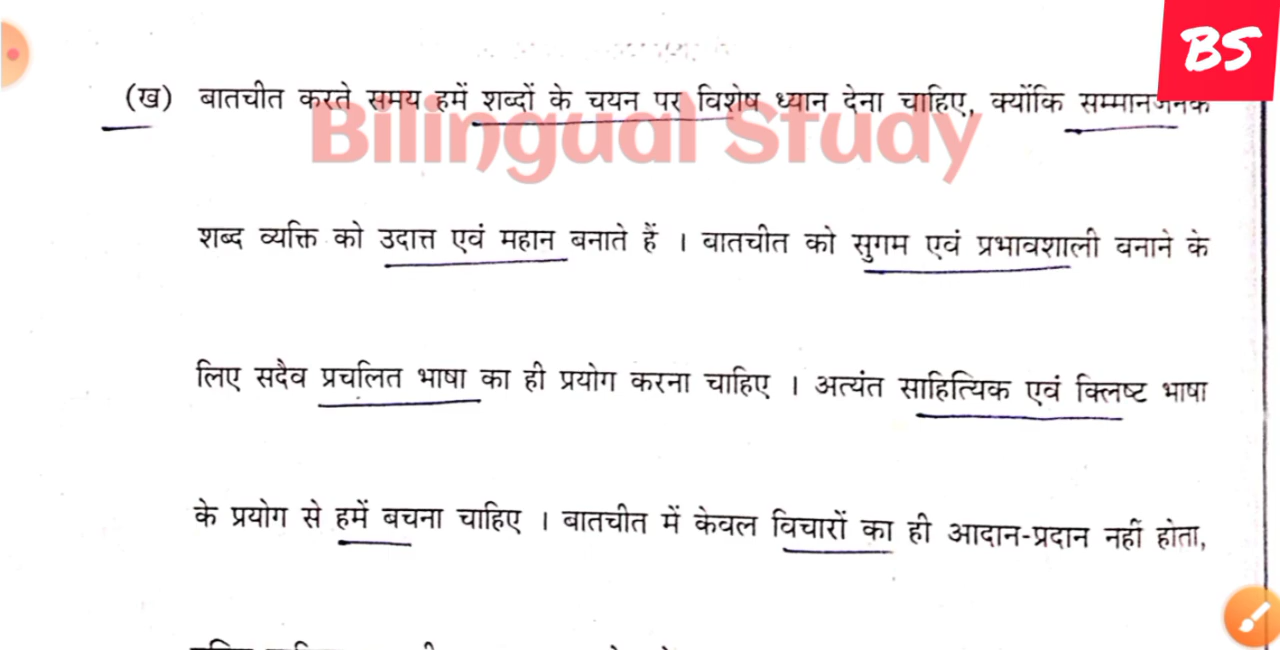 BS
(ख) बातचीत करते समय हमें शब्दों के चयन पर विशेष ध्यान देना चाहिए, क्योंकि सम्मानजनक
Bilingual Study
शब्द व्यक्ति को उदात्त एवं महान बनाते हैं । बातचीत को सुगम एवं प्रभावशाली बनाने के
लिए सदैव प्रचलित भाषा का ही प्रयोग करना चाहिए । अत्यंत साहित्यिक एवं क्लिष्ट भाषा
के प्रयोग से हमें बचना चाहिए । बातचीत में केवल विचारों का ही आदान-प्रदान नहीं होता,